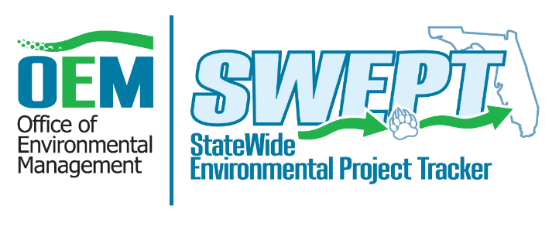 OEM
Office of
Environmental
Management
SWEPT
StateWide
Environmental Project Tracker